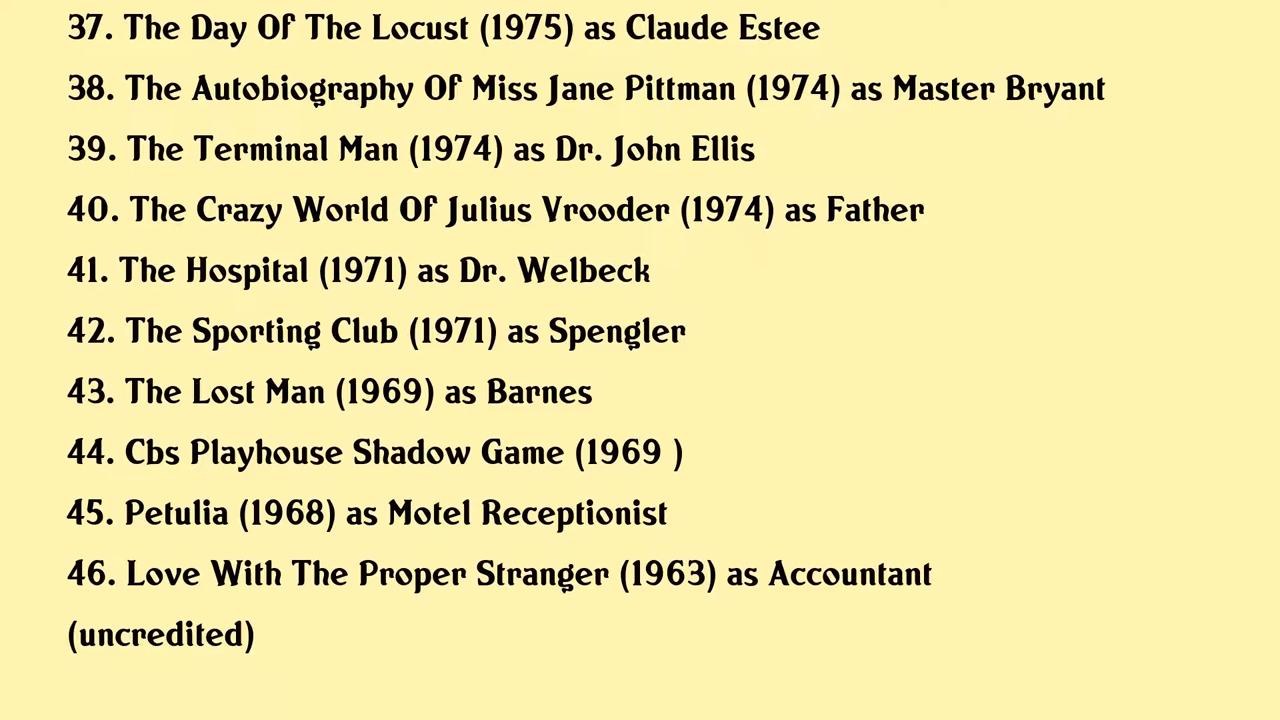 37. The Day Of The Locust (1975) as Claude Estee
38. The Autobiography Of Miss Jane Pittman (1974) as Master Bryant
39. The Terminal Man (1974) as Dr. John Ellis
40. The Crazy World Of Julius Vrooder (1974) as Father
41. The Hospital (1971) as Dr. Welbeck
42. The Sporting Club (1971) as Spengler
43. The Lost Man (1969) as Barnes
44. Cbs Playhouse Shadow Game (1969 )
45. Petulia (1968) as Motel Receptionist
46. Love With The Proper Stranger (1963) as Accountant
(uncredited)